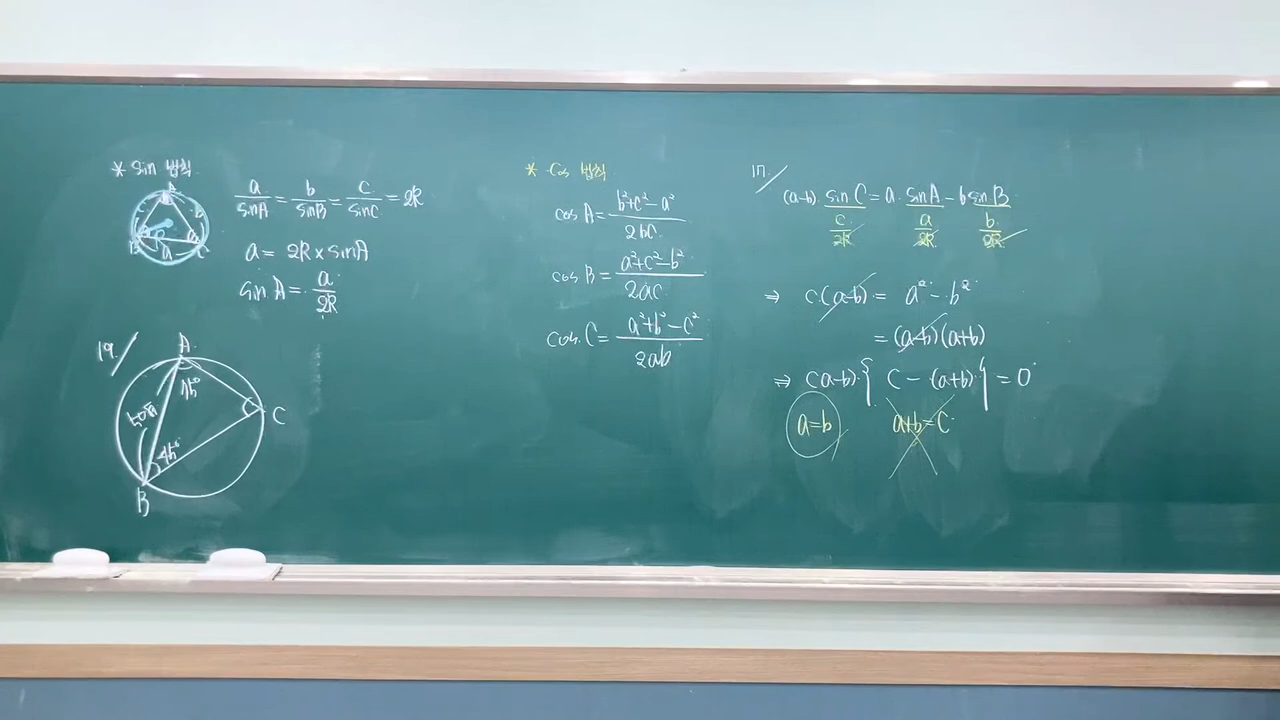 * Sin 법칙
A
B
C
a
a/sinA = b/sinB = c/sinC = 2R
a = 2R × sinA
sin A = a/2R
19.
A
75°
45°
B
C
* Cos 법칙
cos A = b²+c²-a² / 2bc
cos B = a²+c²-b² / 2ac
cos C = a²+b²-c² / 2ab
17.
(a-b) sinC = a · sinA - b sinB
c/2R a/2R b/2R
⇒ c(a-b) = a² - b²
= (a-b)(a+b)
⇒ (a-b) { c - (a+b) } = 0
a=b a+b=c